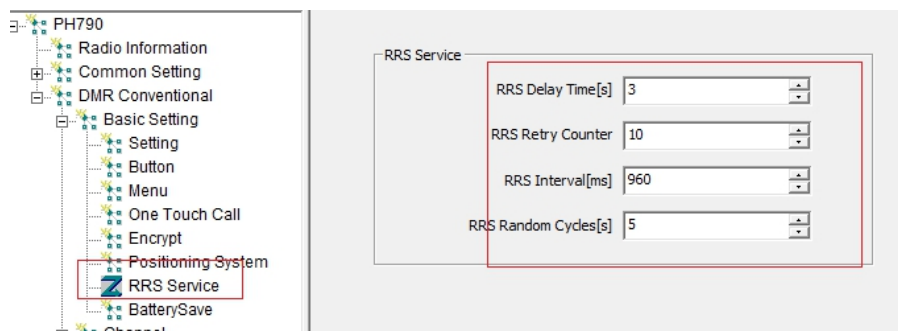 PH790
Radio Information
Common Setting
DMR Conventional
Basic Setting
Setting
Button
Menu
One Touch Call
Encrypt
Positioning System
RRS Service
BatterySave
Channel
RRS Service
RRS Delay Time[s] 3
RRS Retry Counter 10
RRS Interval[ms] 960
RRS Random Cycles[s] 5